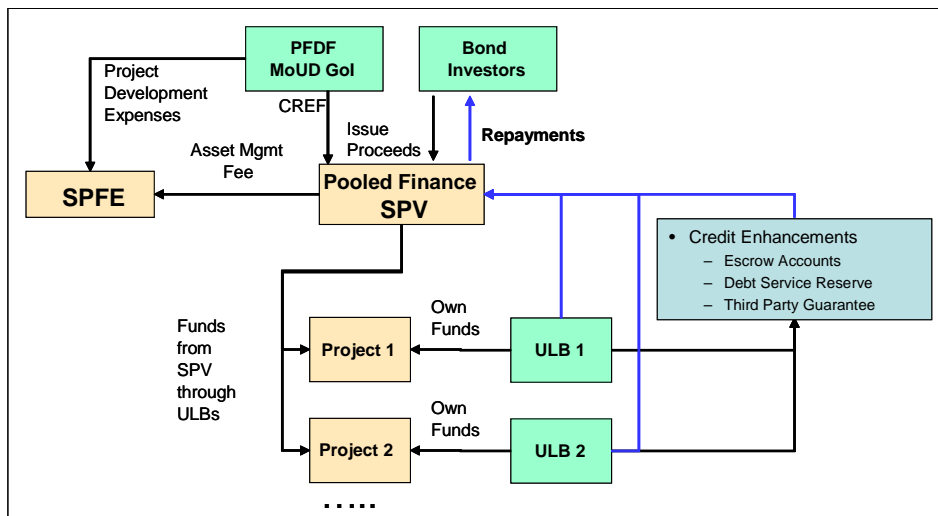 PFDF
MoUD GoI
Bond
Investors
Project
Development
Expenses
CREF
Issue
Proceeds
Repayments
Asset Mgmt
Fee
SPFE
Pooled Finance
SPV
• Credit Enhancements
– Escrow Accounts
– Debt Service Reserve
– Third Party Guarantee
Funds
from
SPV
through
ULBs
Own
Funds
Project 1
ULB 1
Own
Funds
Project 2
ULB 2
.....